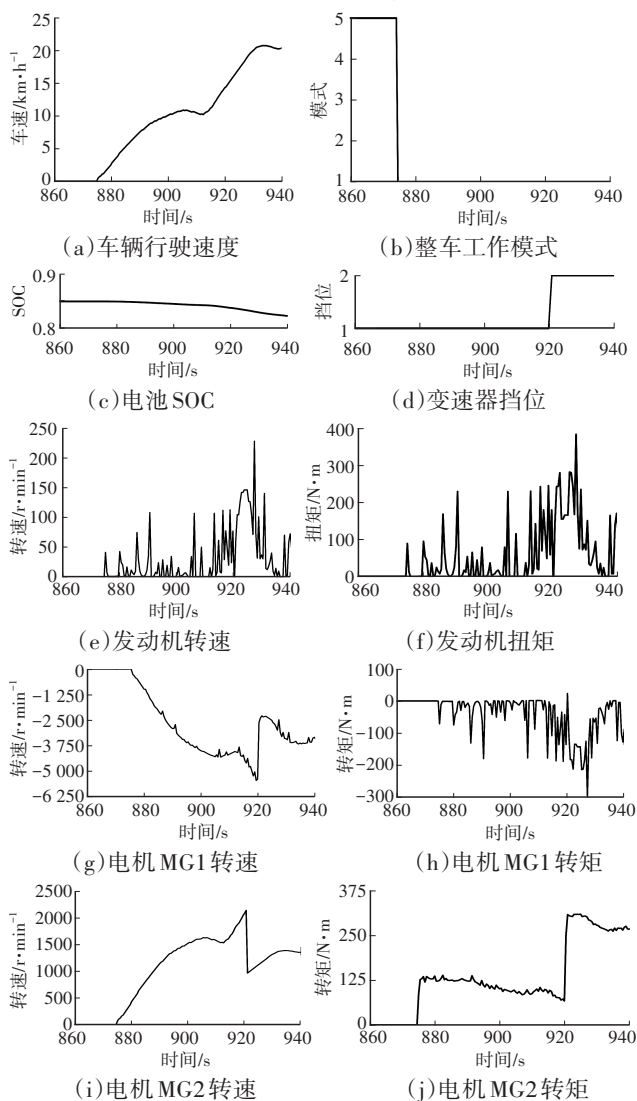 25
20
15
10
5
0
860 880 900 920 940
车速/km·h⁻¹
时间/s
(a)车辆行驶速度
5
4
3
2
1
860 880 900 920 940
模式
时间/s
(b)整车工作模式
0.9
0.8
860 880 900 920 940
SOC
时间/s
(c)电池SOC
2
1
860 880 900 920 940
挡位
时间/s
(d)变速器挡位
250
200
150
100
50
0
860 880 900 920 940
转速/r·min⁻¹
时间/s
(e)发动机转速
400
300
200
100
0
860 880 900 920 940
扭矩/N·m
时间/s
(f)发动机扭矩
0
-1 250
-2 500
-3 750
-5 000
-6 250
860 880 900 920 940
转速/r·min⁻¹
时间/s
(g)电机MG1转速
100
0
-100
-200
-300
860 880 900 920 940
转矩/N·m
时间/s
(h)电机MG1转矩
2500
2000
1500
1000
500
0
860 880 900 920 940
转速/r·min⁻¹
时间/s
(i)电机MG2转速
375
250
125
0
860 880 900 920 940
转矩/N·m
时间/s
(j)电机MG2转矩